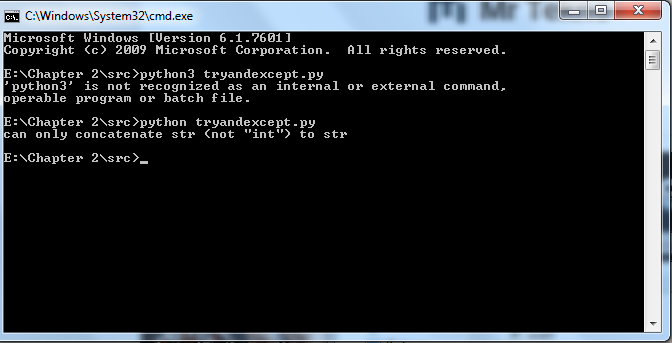 C:\Windows\System32\cmd.exe
Microsoft Windows [Version 6.1.7601]
Copyright (c) 2009 Microsoft Corporation.  All rights reserved.
E:\Chapter 2\src>python3 tryandexcept.py
'python3' is not recognized as an internal or external command,
operable program or batch file.
E:\Chapter 2\src>python tryandexcept.py
can only concatenate str (not "int") to str
E:\Chapter 2\src>_